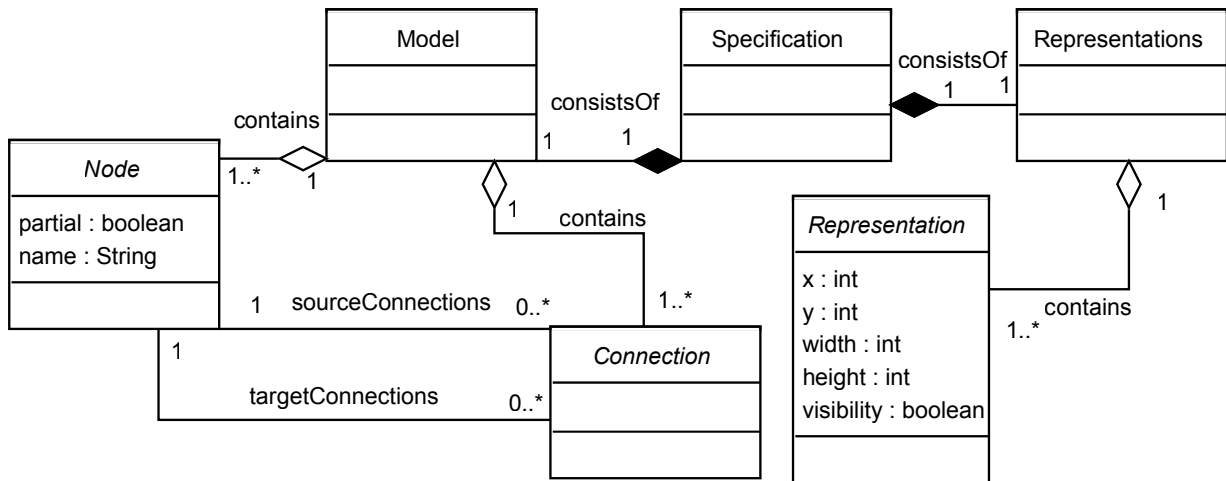 Model
Specification
Representations
consistsOf
1
1
consistsOf
1
1
contains
1..*
1
Node
partial : boolean
name : String
1
contains
1..*
1
sourceConnections
0..*
1
targetConnections
0..*
Connection
Representation
x : int
y : int
width : int
height : int
visibility : boolean
1
contains
1..*